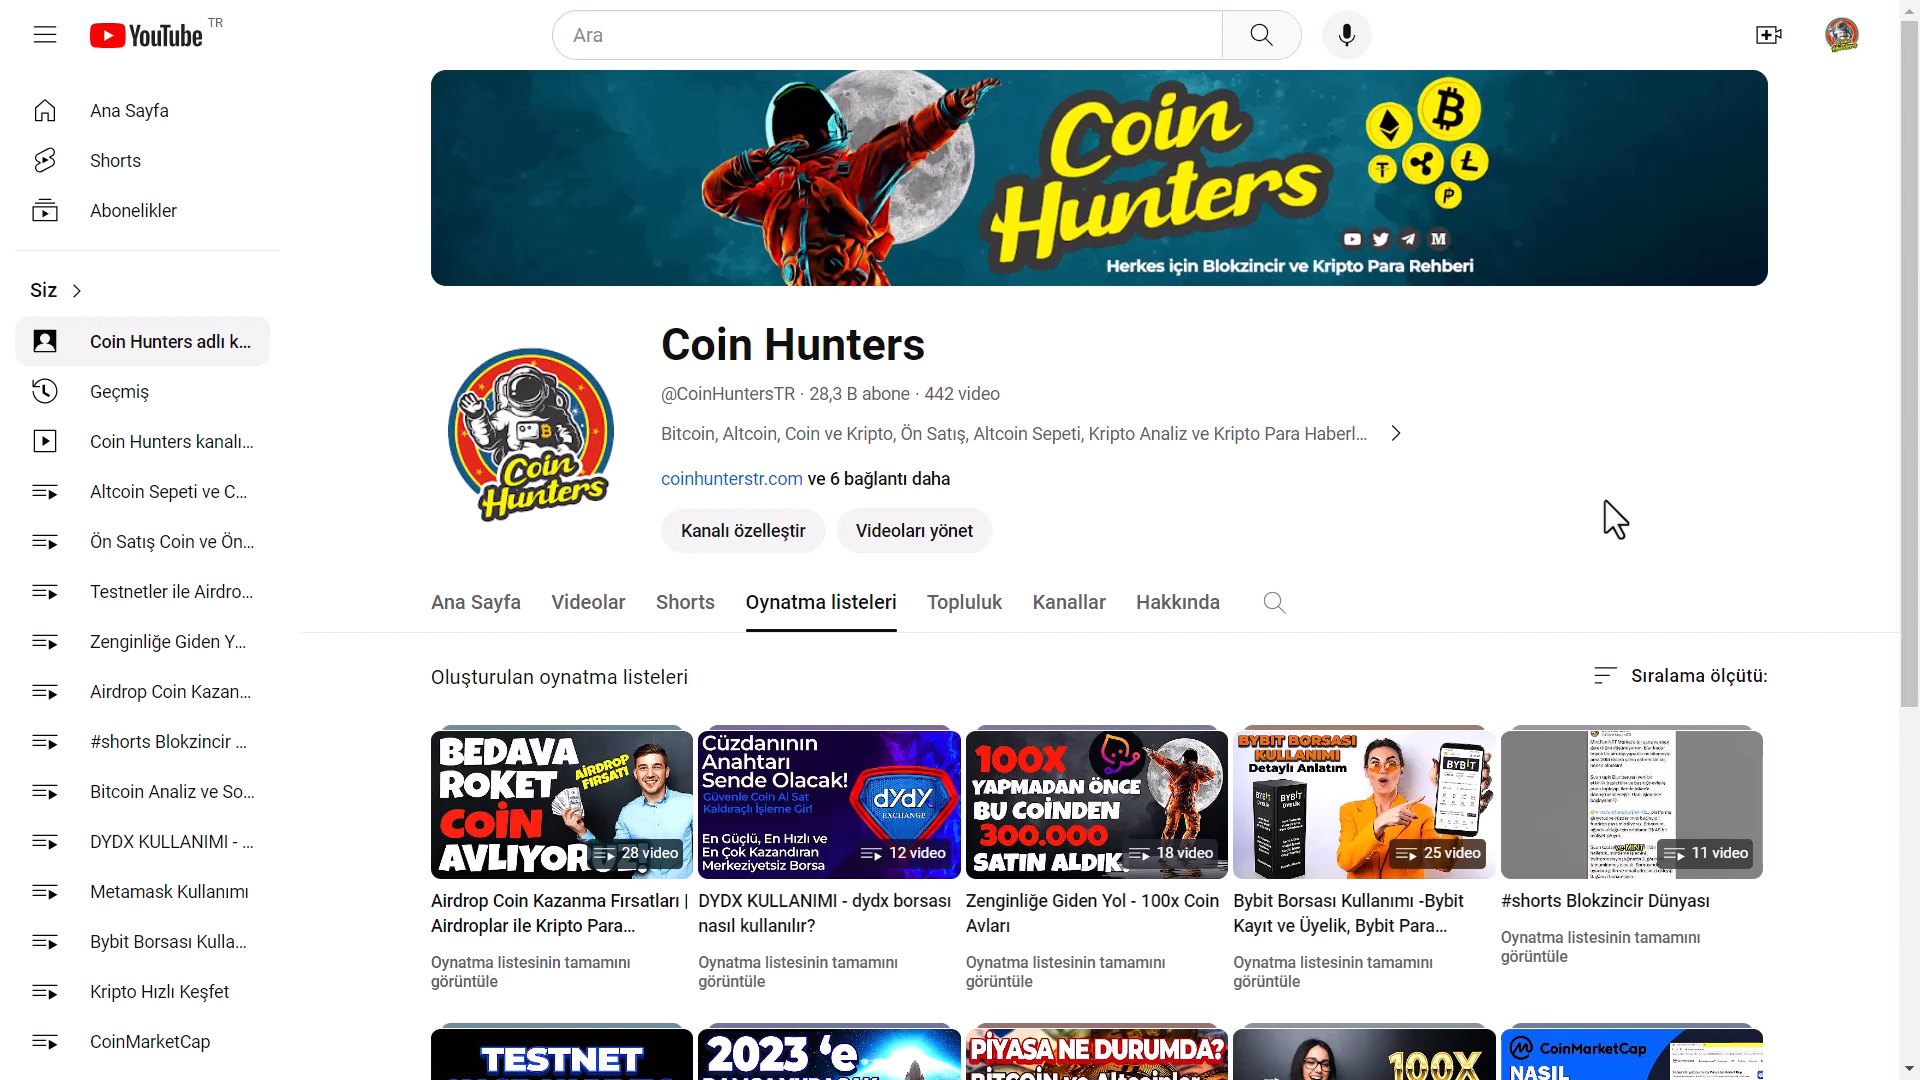 YouTube TR
Ara
Ana Sayfa
Shorts
Abonelikler
Siz
Coin Hunters adlı k...
Geçmiş
Coin Hunters kanalı...
Altcoin Sepeti ve C...
Ön Satış Coin ve Ön...
Testnetler ile Airdro...
Zenginliğe Giden Y...
Airdrop Coin Kazan...
#shorts Blokzincir ...
Bitcoin Analiz ve So...
DYDX KULLANIMI - ...
Metamask Kullanımı
Bybit Borsası Kulla...
Kripto Hızlı Keşfet
CoinMarketCap
Coin
Hunters
Herkes için Blokzincir ve Kripto Para Rehberi
Coin
Hunters
Coin Hunters
@CoinHuntersTR · 28,3 B abone · 442 video
Bitcoin, Altcoin, Coin ve Kripto, Ön Satış, Altcoin Sepeti, Kripto Analiz ve Kripto Para Haberl...
coinhunterstr.com ve 6 bağlantı daha
Kanalı özelleştir
Videoları yönet
Ana Sayfa
Videolar
Shorts
Oynatma listeleri
Topluluk
Kanallar
Hakkında
Oluşturulan oynatma listeleri
Sıralama ölçütü:
BEDAVA
ROKET
COİN
AVLIYOR
AİRDROP
FIRSATI
28 video
Airdrop Coin Kazanma Fırsatları |
Airdroplar ile Kripto Para...
Oynatma listesinin tamamını
görüntüle
Cüzdanının
Anahtarı
Sende Olacak!
Güvenle Coin Al Sat
Kaldıraçlı İşleme Gir!
En Güçlü, En Hızlı ve
En Çok Kazandıran
Merkeziyetsiz Borsa
dYdX
EXCHANGE
12 video
DYDX KULLANIMI - dydx borsası
nasıl kullanılır?
Oynatma listesinin tamamını
görüntüle
100X
YAPMADAN ÖNCE
BU COİNDEN
300.000
SATIN ALDIK.
18 video
Zenginliğe Giden Yol - 100x Coin
Avları
Oynatma listesinin tamamını
görüntüle
BYBIT BORSASI
KULLANIMI
Detaylı Anlatım
BYBIT
BYBIT
BYBIT
25 video
Bybit Borsası Kullanımı -Bybit
Kayıt ve Üyelik, Bybit Para...
Oynatma listesinin tamamını
görüntüle
ve MINT
11 video
#shorts Blokzincir Dünyası
Oynatma listesinin tamamını
görüntüle
TESTNET
2023 ‘e
PİYASA NE DURUMDA?
100X
CoinMarketCap
NASIL